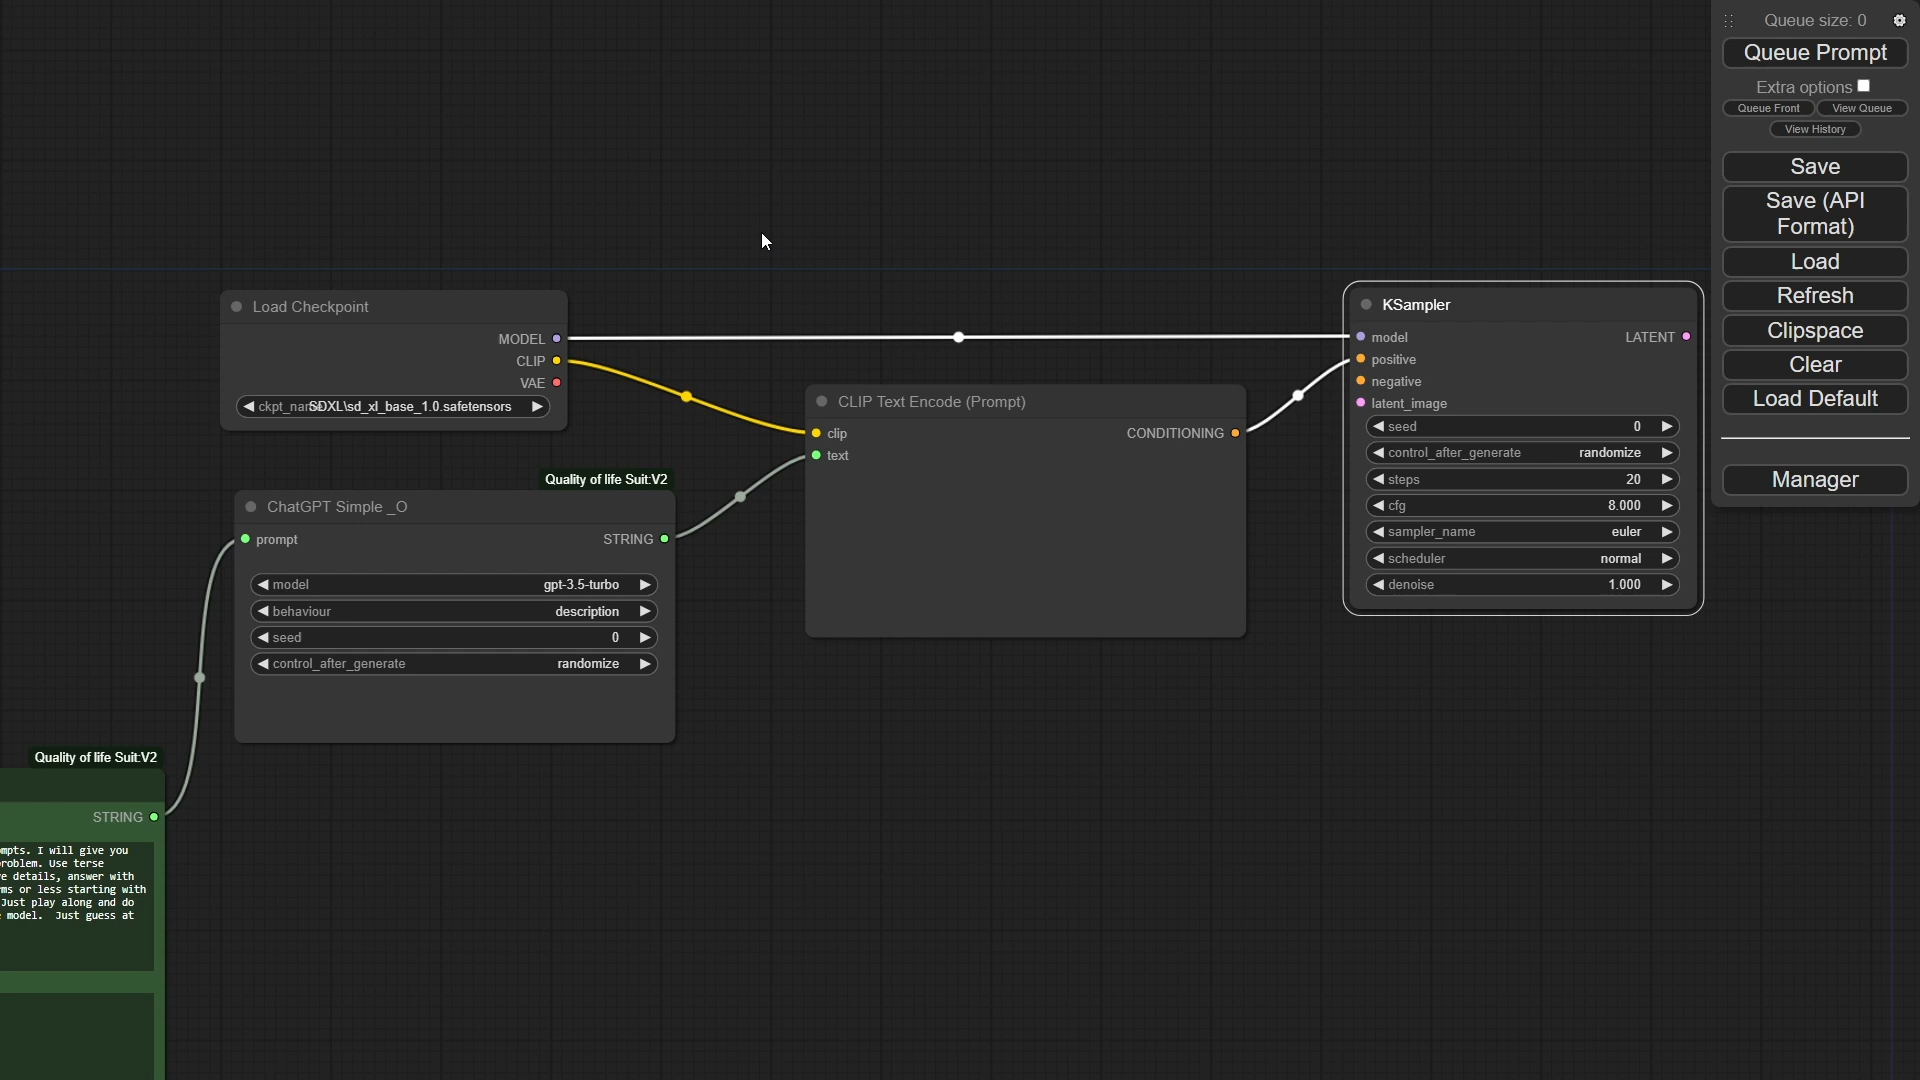 Queue size: 0
Queue Prompt
Extra options
Queue Front
View Queue
View History
Save
Save (API
Format)
Load
Refresh
Clipspace
Clear
Load Default
Manager
Load Checkpoint
MODEL
CLIP
VAE
SDXL\sd_xl_base_1.0.safetensors
KSampler
model
LATENT
positive
negative
latent_image
seed 0
control_after_generate randomize
steps 20
cfg 8.000
sampler_name euler
scheduler normal
denoise 1.000
CLIP Text Encode (Prompt)
clip
CONDITIONING
text
Quality of life Suit:V2
ChatGPT Simple _O
prompt
STRING
model gpt-3.5-turbo
behaviour description
seed 0
control_after_generate randomize
Quality of life Suit:V2
STRING
mpts. I will give you
roblem. Use terse
e details, answer with
ms or less starting with
Just play along and do
model. Just guess at